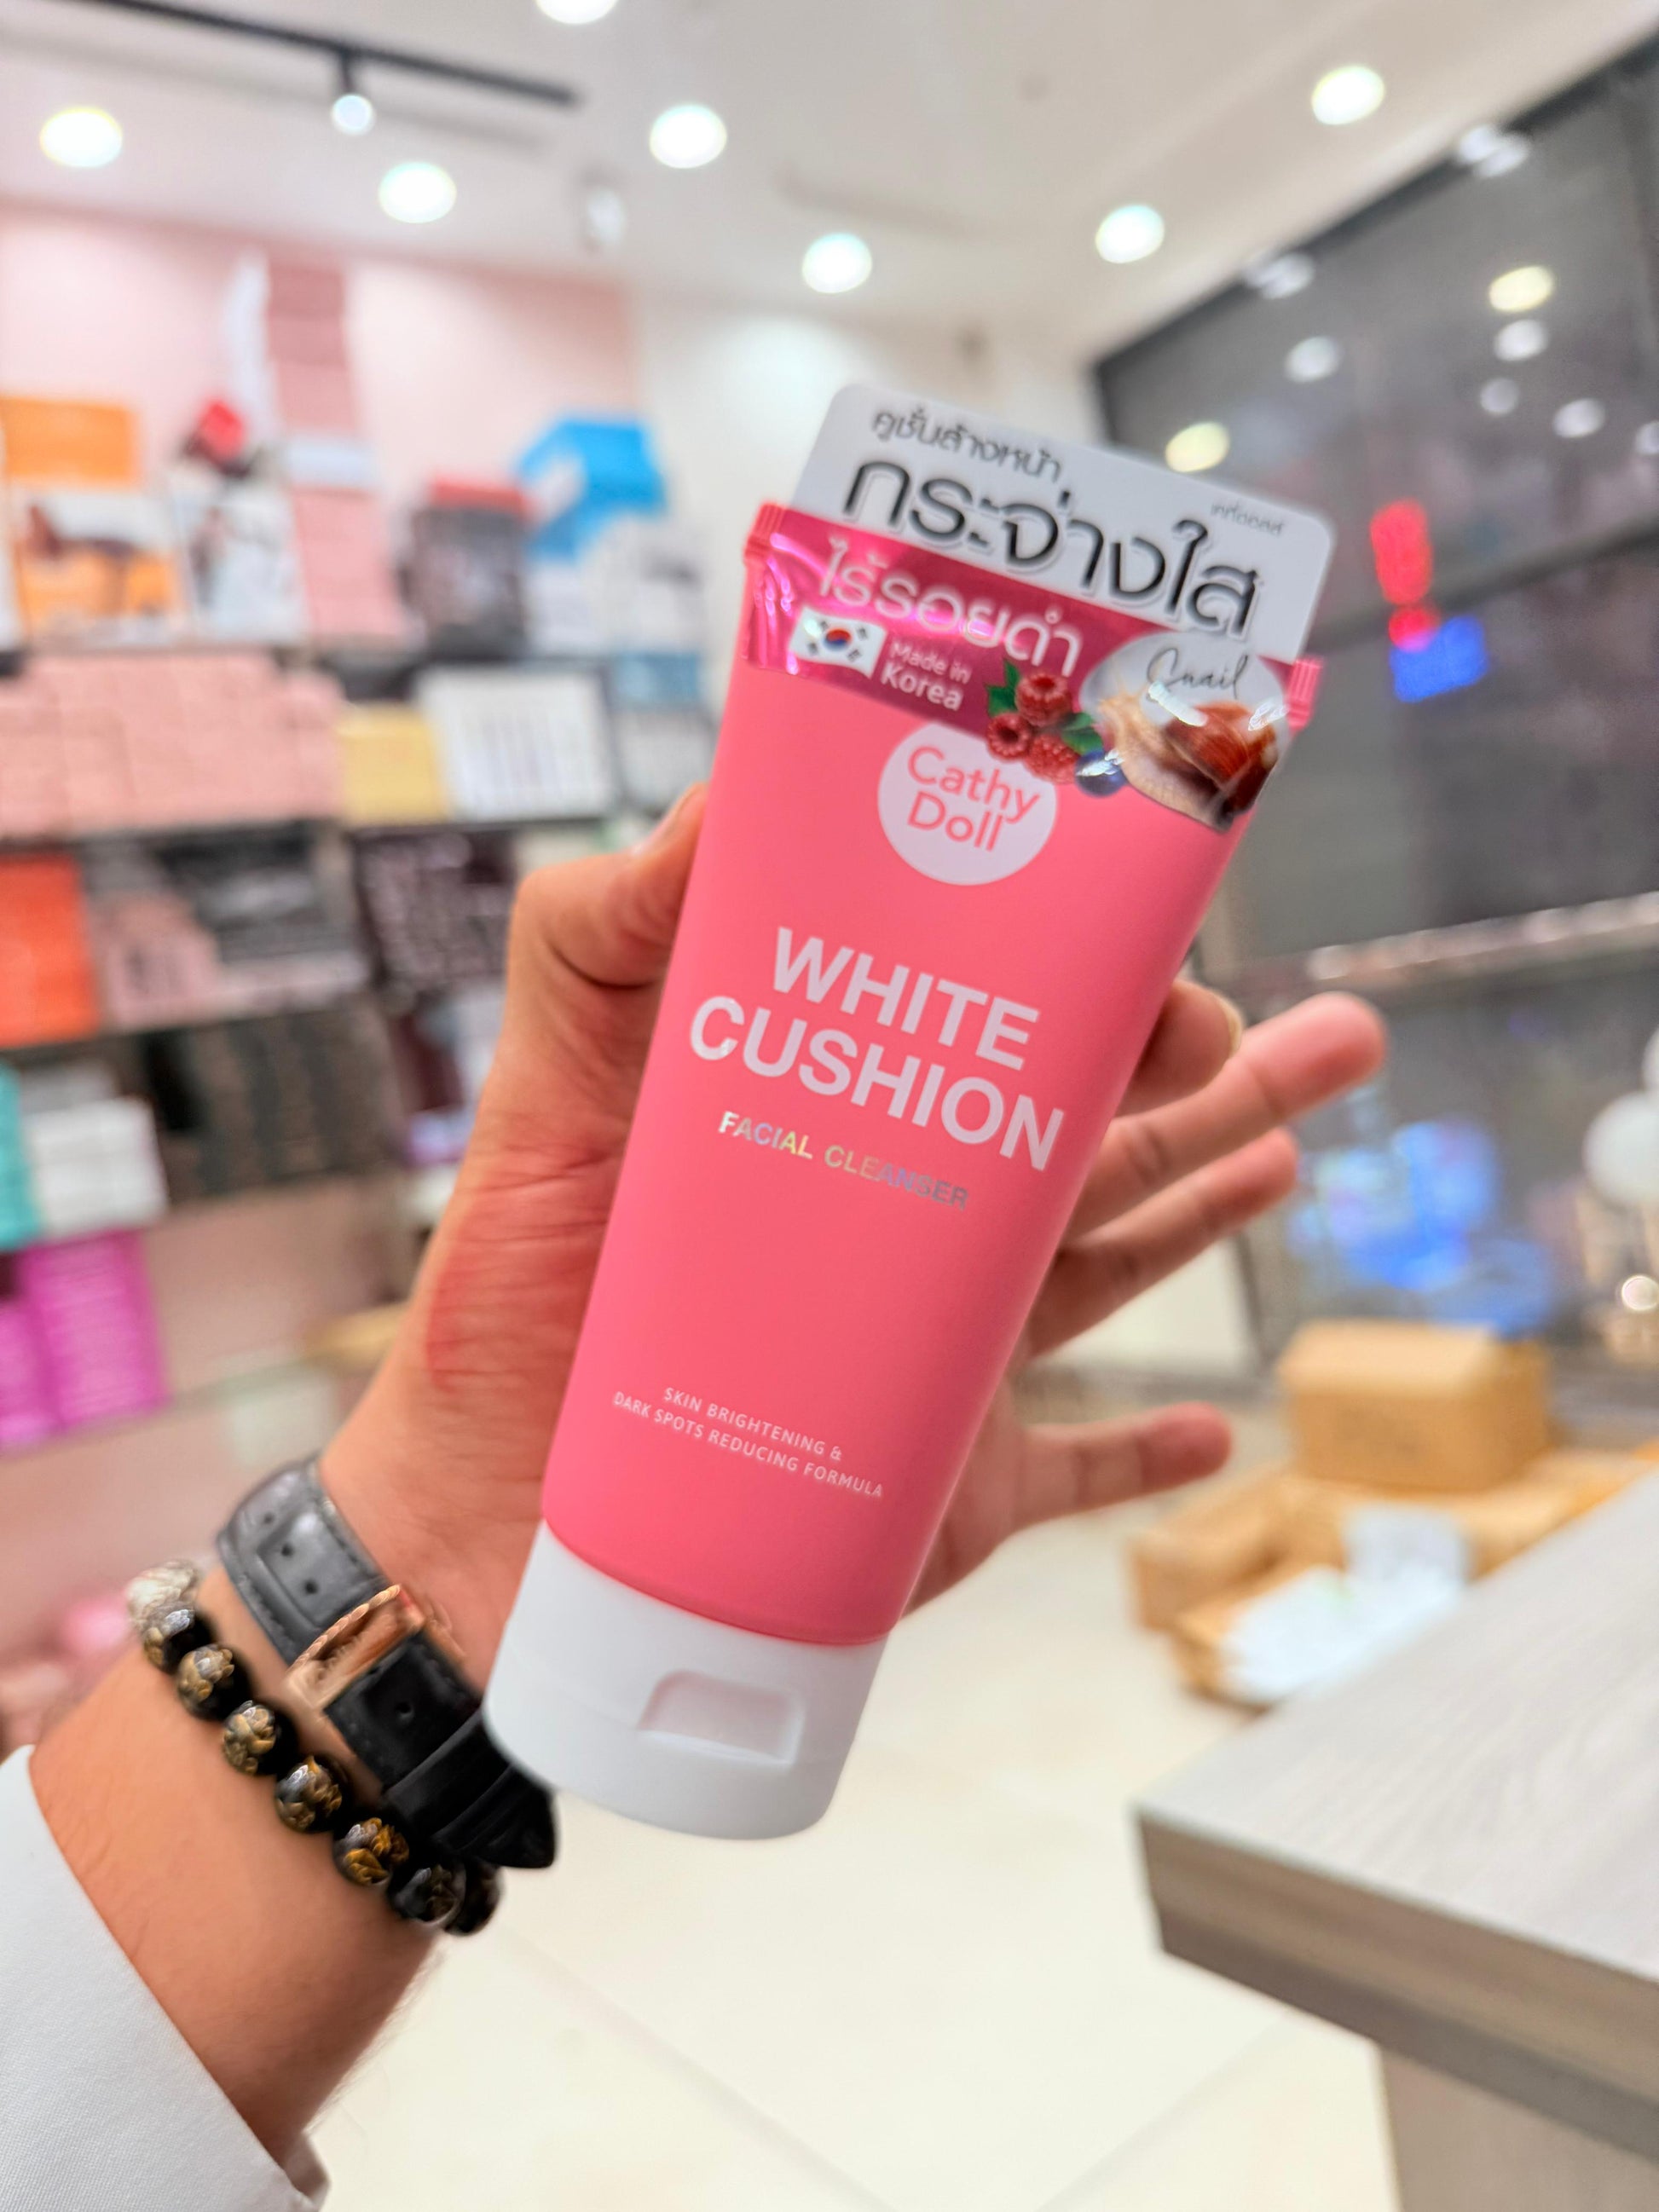 คูชั่นล้างหน้า
กระจ่างใส
ไร้รอยดำ
Made in
Korea
Snail
Cathy
Doll
WHITE
CUSHION
FACIAL CLEANSER
SKIN BRIGHTENING &
DARK SPOTS REDUCING FORMULA